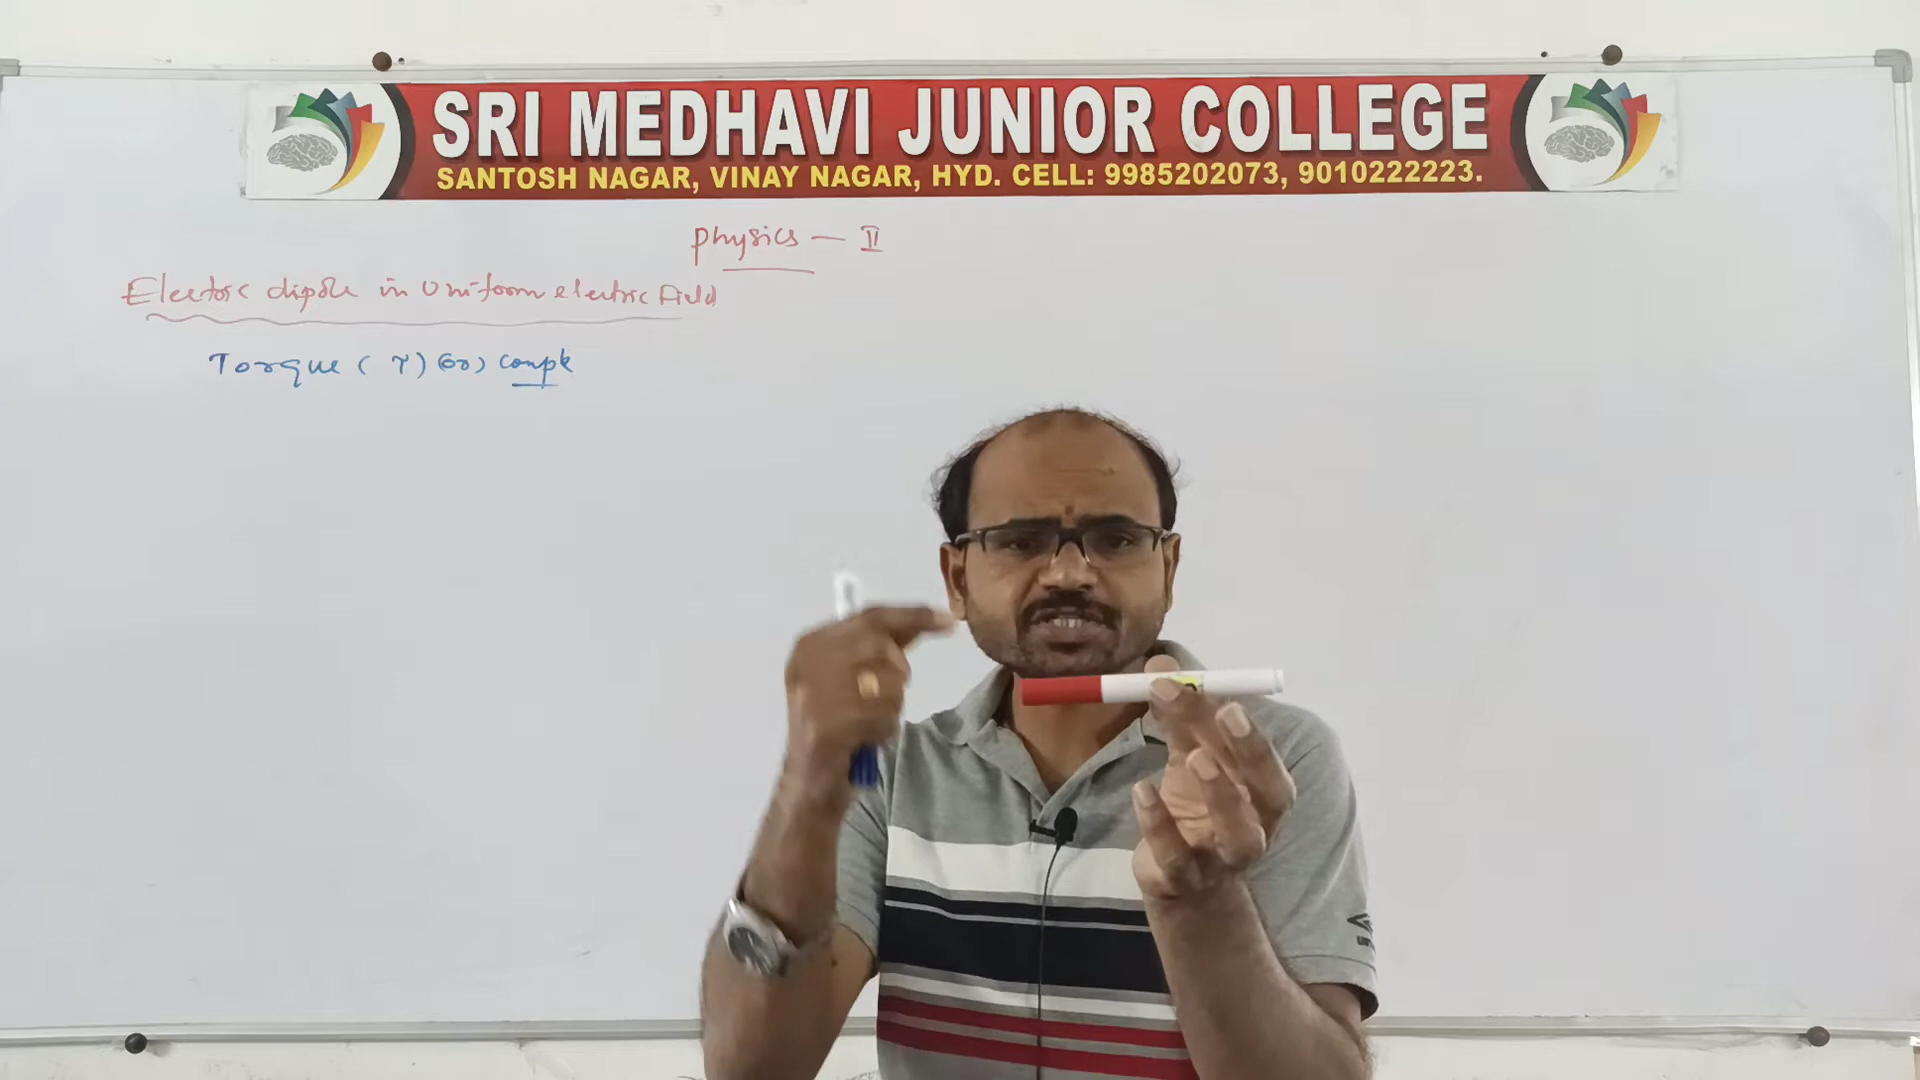 SRI MEDHAVI JUNIOR COLLEGE
SANTOSH NAGAR, VINAY NAGAR, HYD. CELL: 9985202073, 9010222223.
Physics — II
Electric dipole in Uniform electric Field
Torque ( τ ) (or) couple